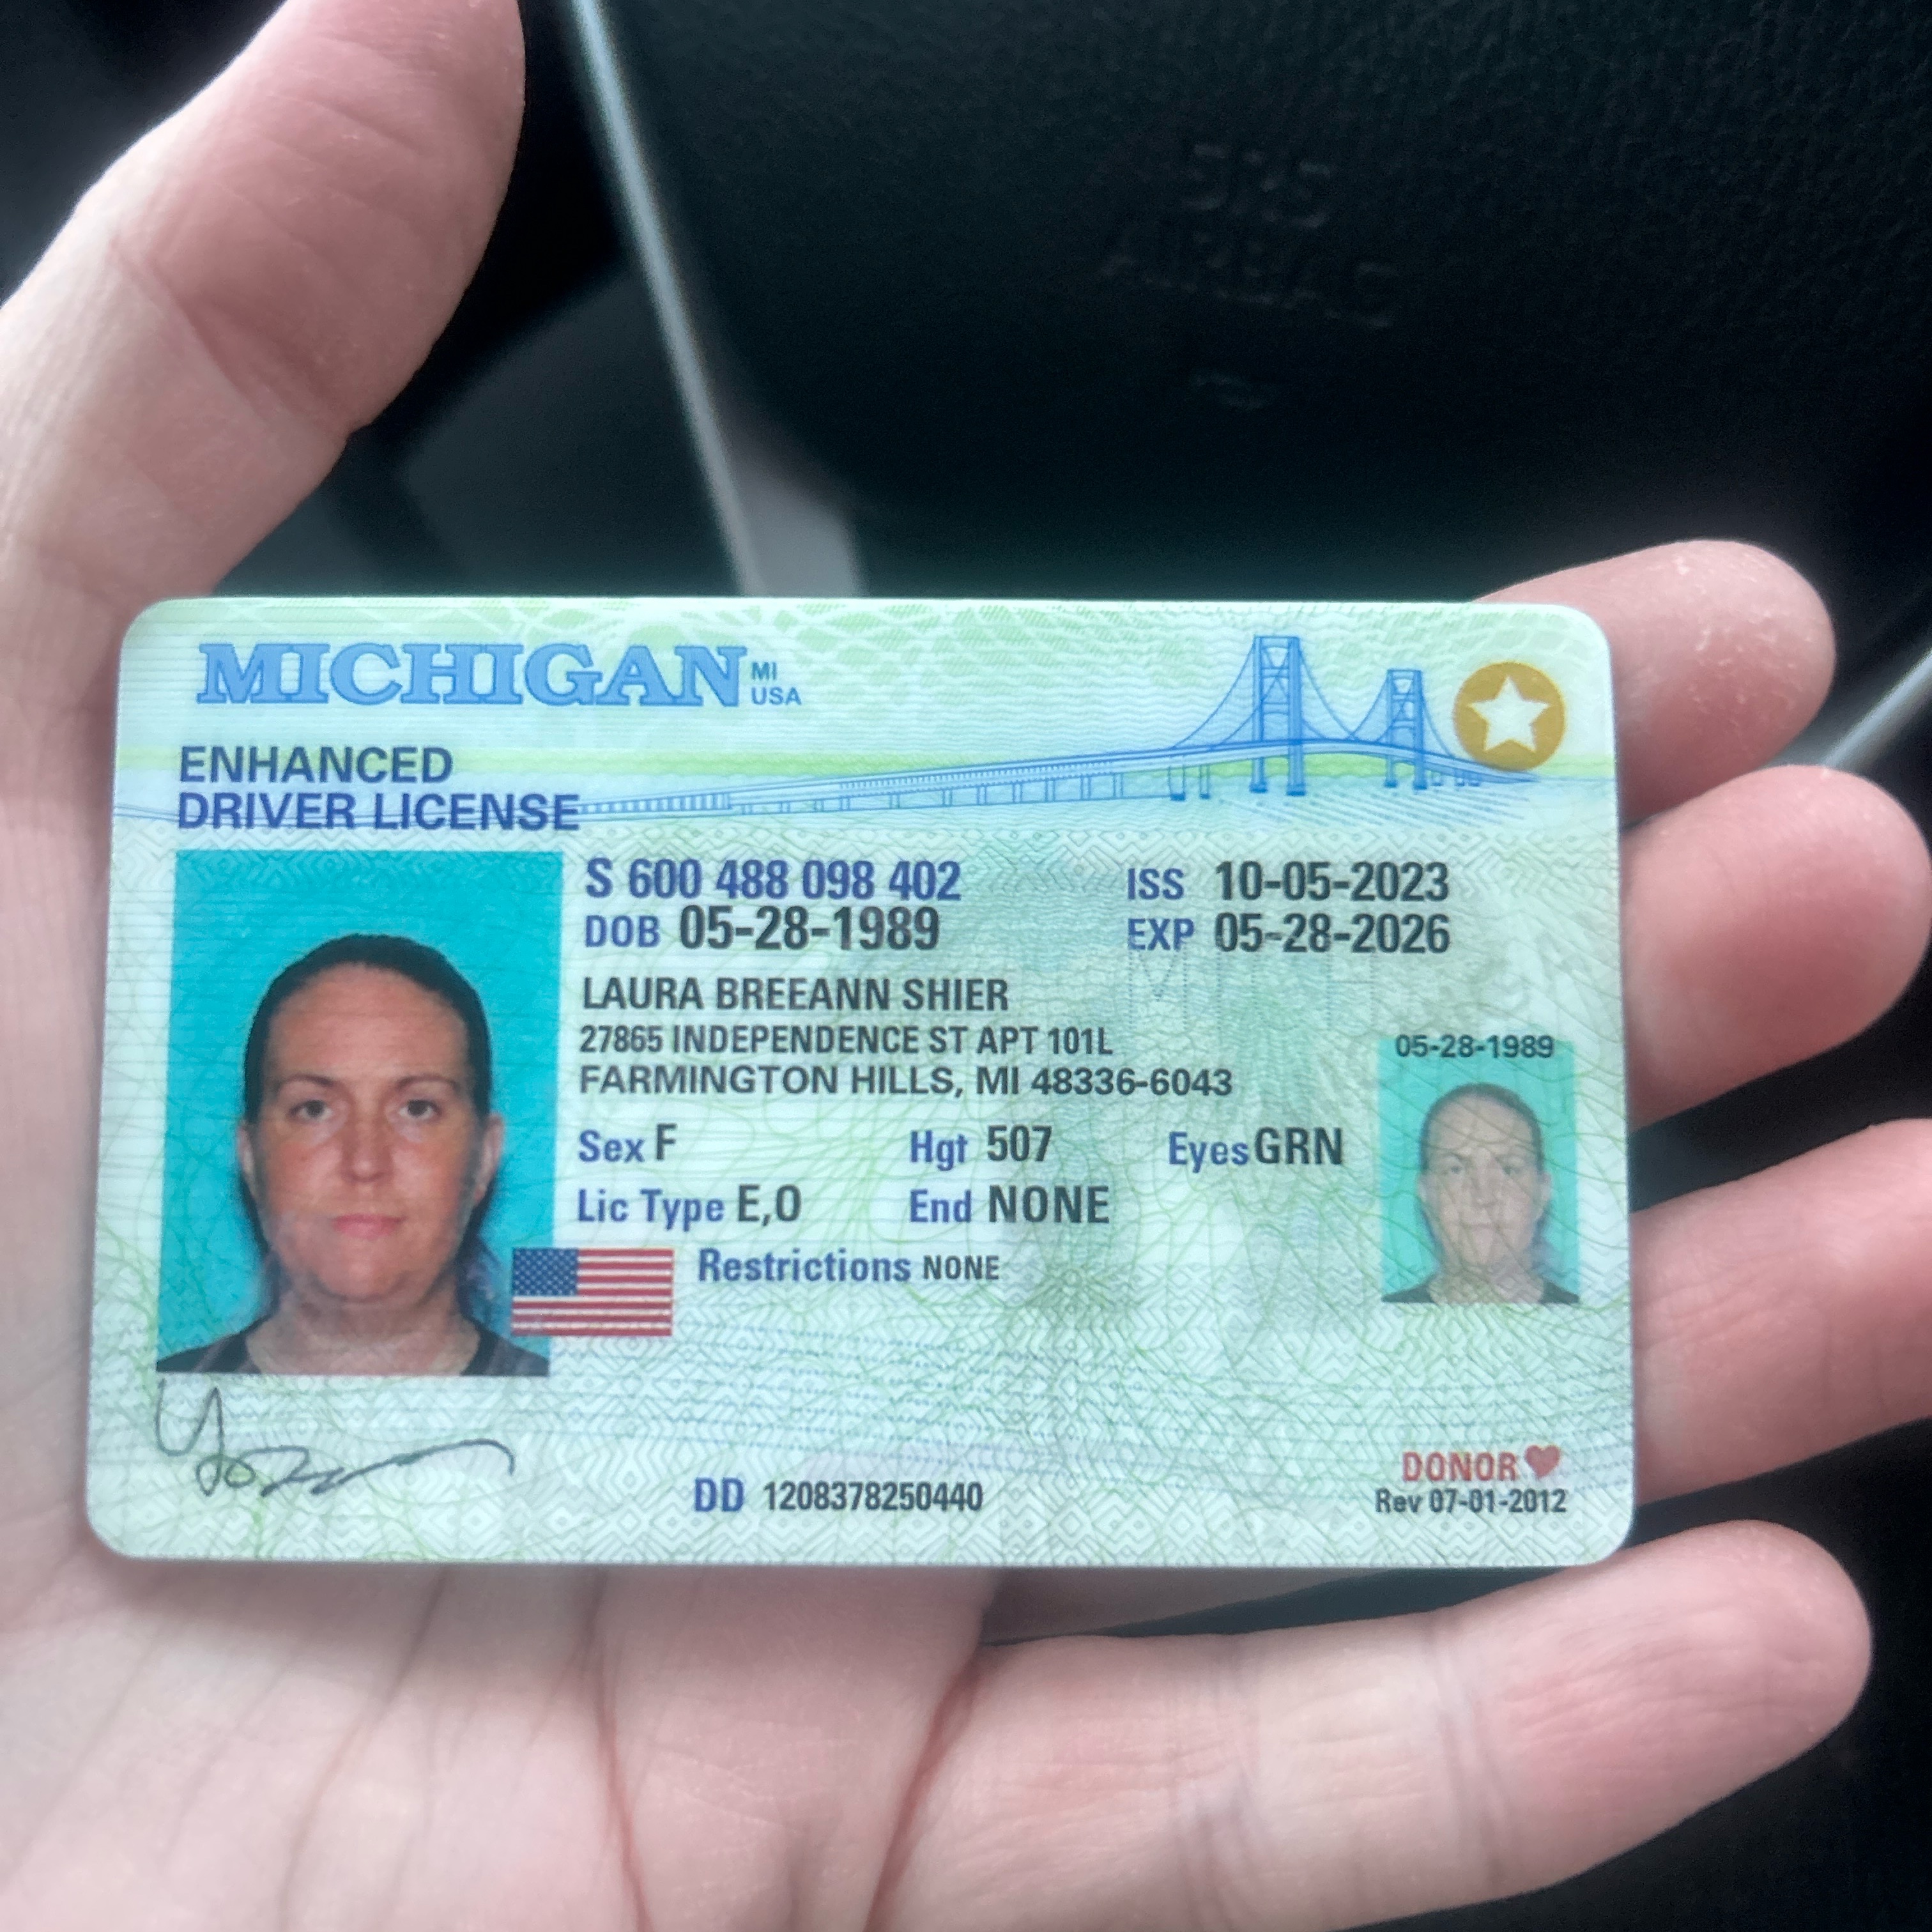 SRS
AIRBAG
MICHIGAN MI USA
ENHANCED
DRIVER LICENSE
S 600 488 098 402 ISS 10-05-2023
DOB 05-28-1989 EXP 05-28-2026
LAURA BREEANN SHIER
27865 INDEPENDENCE ST APT 101L
FARMINGTON HILLS, MI 48336-6043
05-28-1989
Sex F Hgt 507 Eyes GRN
Lic Type E,O End NONE
Restrictions NONE
DONOR
DD 1208378250440
Rev 07-01-2012